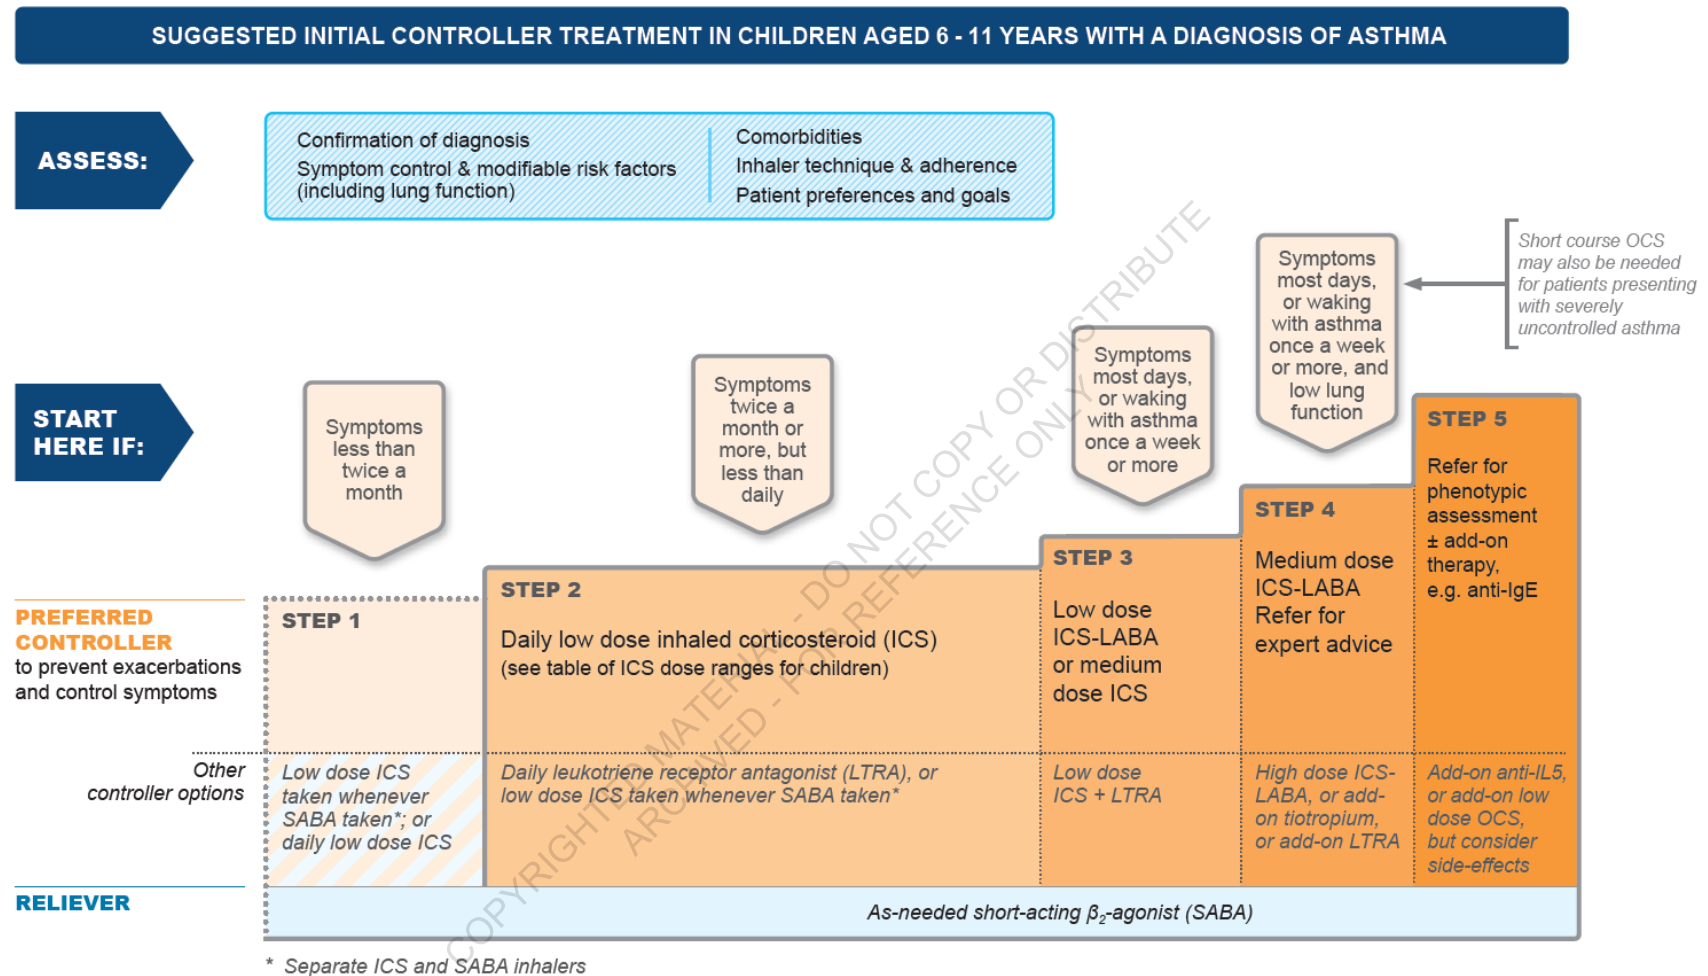 SUGGESTED INITIAL CONTROLLER TREATMENT IN CHILDREN AGED 6 - 11 YEARS WITH A DIAGNOSIS OF ASTHMA
ASSESS:
Confirmation of diagnosis
Symptom control & modifiable risk factors
(including lung function)
Comorbidities
Inhaler technique & adherence
Patient preferences and goals
START
HERE IF:
Symptoms
less than
twice a
month
Symptoms
twice a
month or
more, but
less than
daily
Symptoms
most days,
or waking
with asthma
once a week
or more
Symptoms
most days,
or waking
with asthma
once a week
or more, and
low lung
function
Short course OCS
may also be needed
for patients presenting
with severely
uncontrolled asthma
PREFERRED
CONTROLLER
to prevent exacerbations
and control symptoms
STEP 1
STEP 2
Daily low dose inhaled corticosteroid (ICS)
(see table of ICS dose ranges for children)
STEP 3
Low dose
ICS-LABA
or medium
dose ICS
STEP 4
Medium dose
ICS-LABA
Refer for
expert advice
STEP 5
Refer for
phenotypic
assessment
± add-on
therapy,
e.g. anti-IgE
Other
controller options
Low dose ICS
taken whenever
SABA taken*; or
daily low dose ICS
Daily leukotriene receptor antagonist (LTRA), or
low dose ICS taken whenever SABA taken*
Low dose
ICS + LTRA
High dose ICS-
LABA, or add-
on tiotropium,
or add-on LTRA
Add-on anti-IL5,
or add-on low
dose OCS,
but consider
side-effects
RELIEVER
As-needed short-acting β₂-agonist (SABA)
* Separate ICS and SABA inhalers
COPYRIGHTED MATERIAL - DO NOT COPY OR DISTRIBUTE
ARCHIVED - FOR REFERENCE ONLY